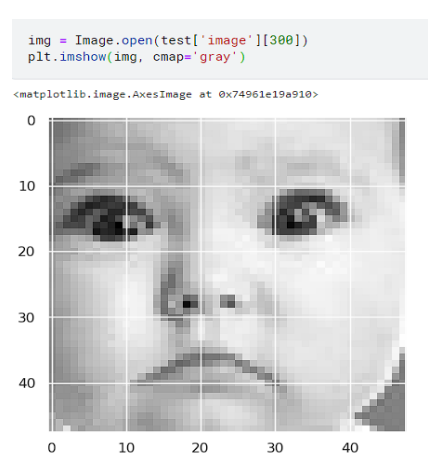 img = Image.open(test['image'][300])
plt.imshow(img, cmap='gray')
<matplotlib.image.AxesImage at 0x74961e19a910>
0
10
20
30
40
0 10 20 30 40